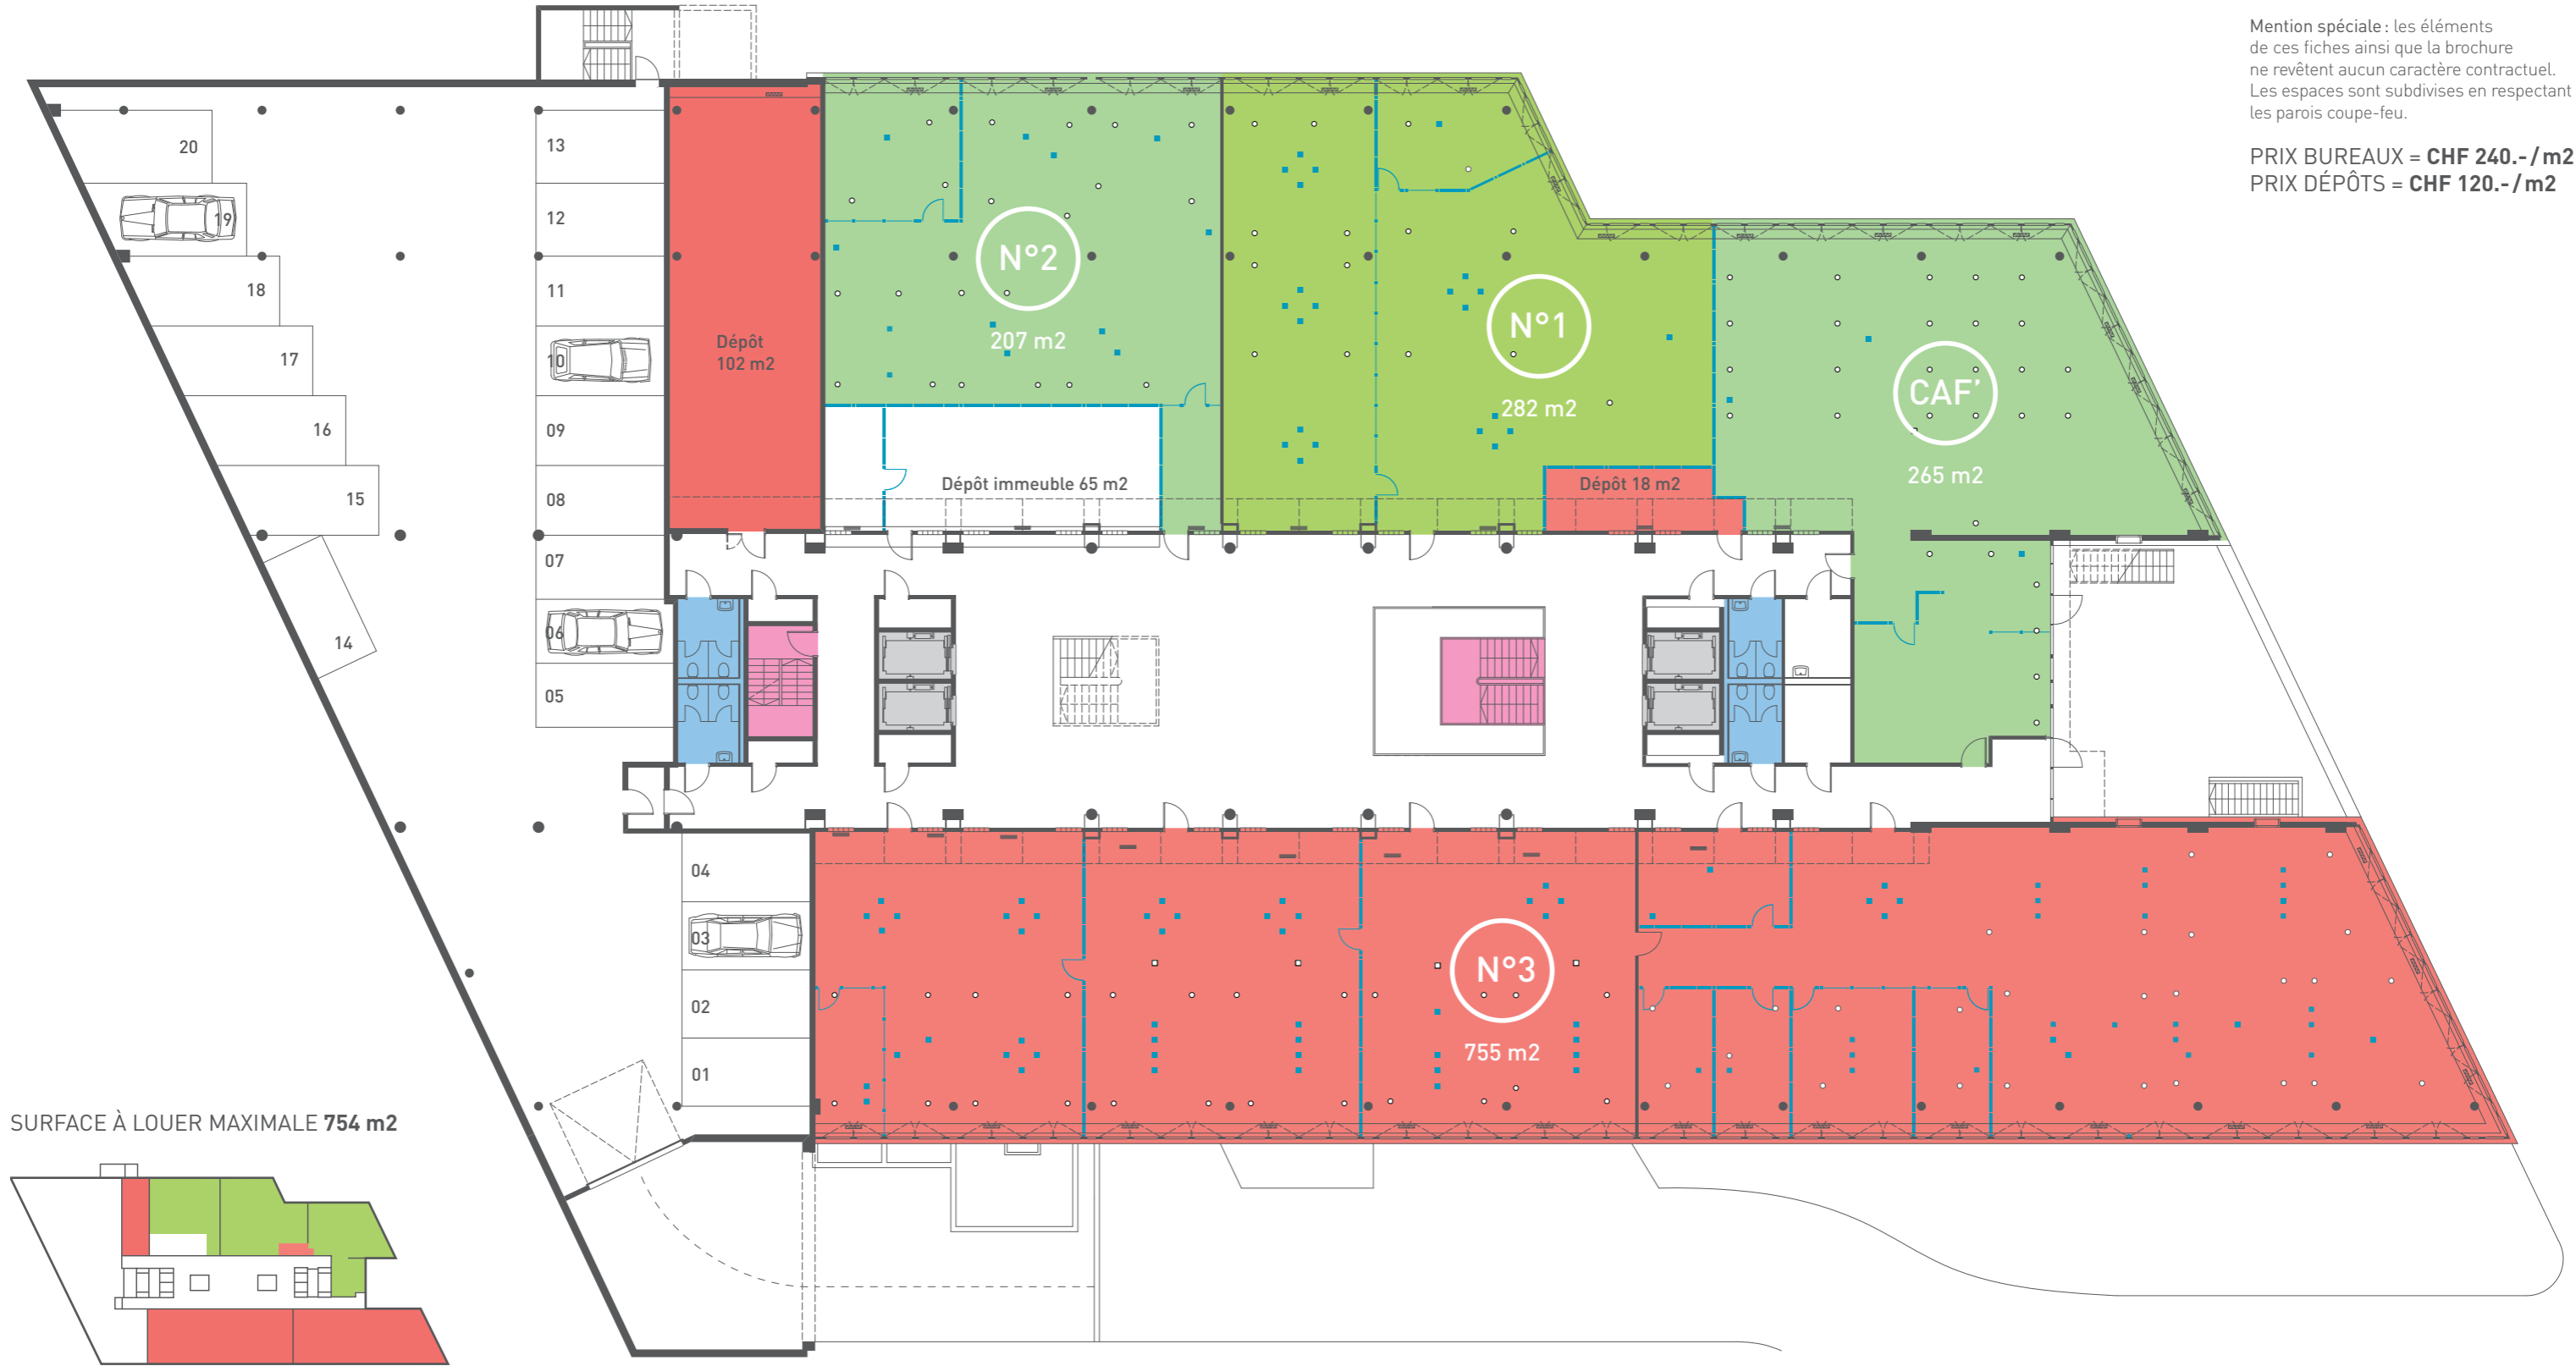 Mention spéciale : les éléments
de ces fiches ainsi que la brochure
ne revêtent aucun caractère contractuel.
Les espaces sont subdivises en respectant
les parois coupe-feu.
PRIX BUREAUX = CHF 240.-/m2
PRIX DÉPÔTS = CHF 120.-/m2
20
19
18
17
16
15
14
13
12
11
10
09
08
07
06
05
04
03
02
01
Dépôt
102 m2
N°2
207 m2
Dépôt immeuble 65 m2
N°1
282 m2
Dépôt 18 m2
CAF'
265 m2
N°3
755 m2
SURFACE À LOUER MAXIMALE 754 m2